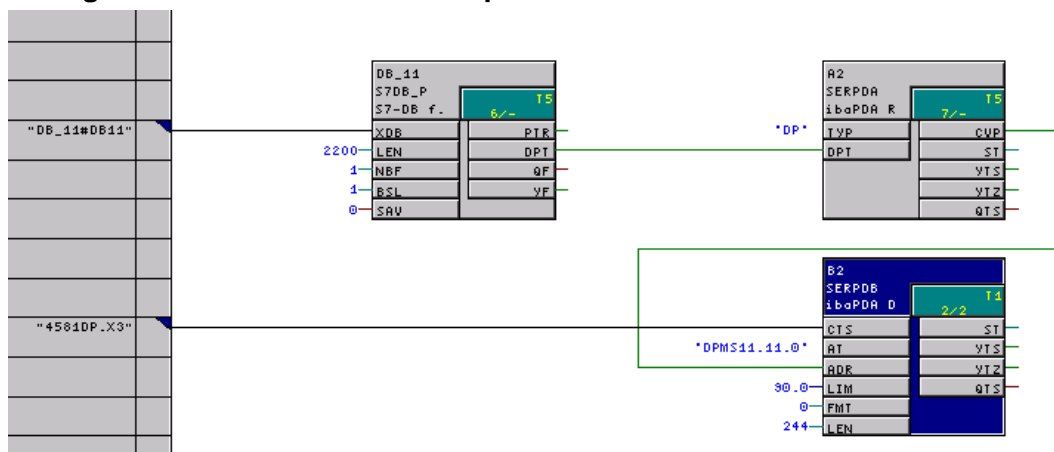 DB_11
S7DB_P
S7-DB f.
T5
6/-
"DB_11#DB11"
XDB
PTR
2200
LEN
DPT
1
NBF
QF
1
BSL
YF
0
SAV
A2
SERPDA
ibaPDA R
T5
7/-
'DP'
TYP
CVP
DPT
ST
YTS
YTZ
QTS
B2
SERPDB
ibaPDA D
T1
2/2
"4581DP.X3"
CTS
ST
'DPMS11.11.0'
AT
YTS
ADR
YTZ
90.0
LIM
QTS
0
FMT
244
LEN